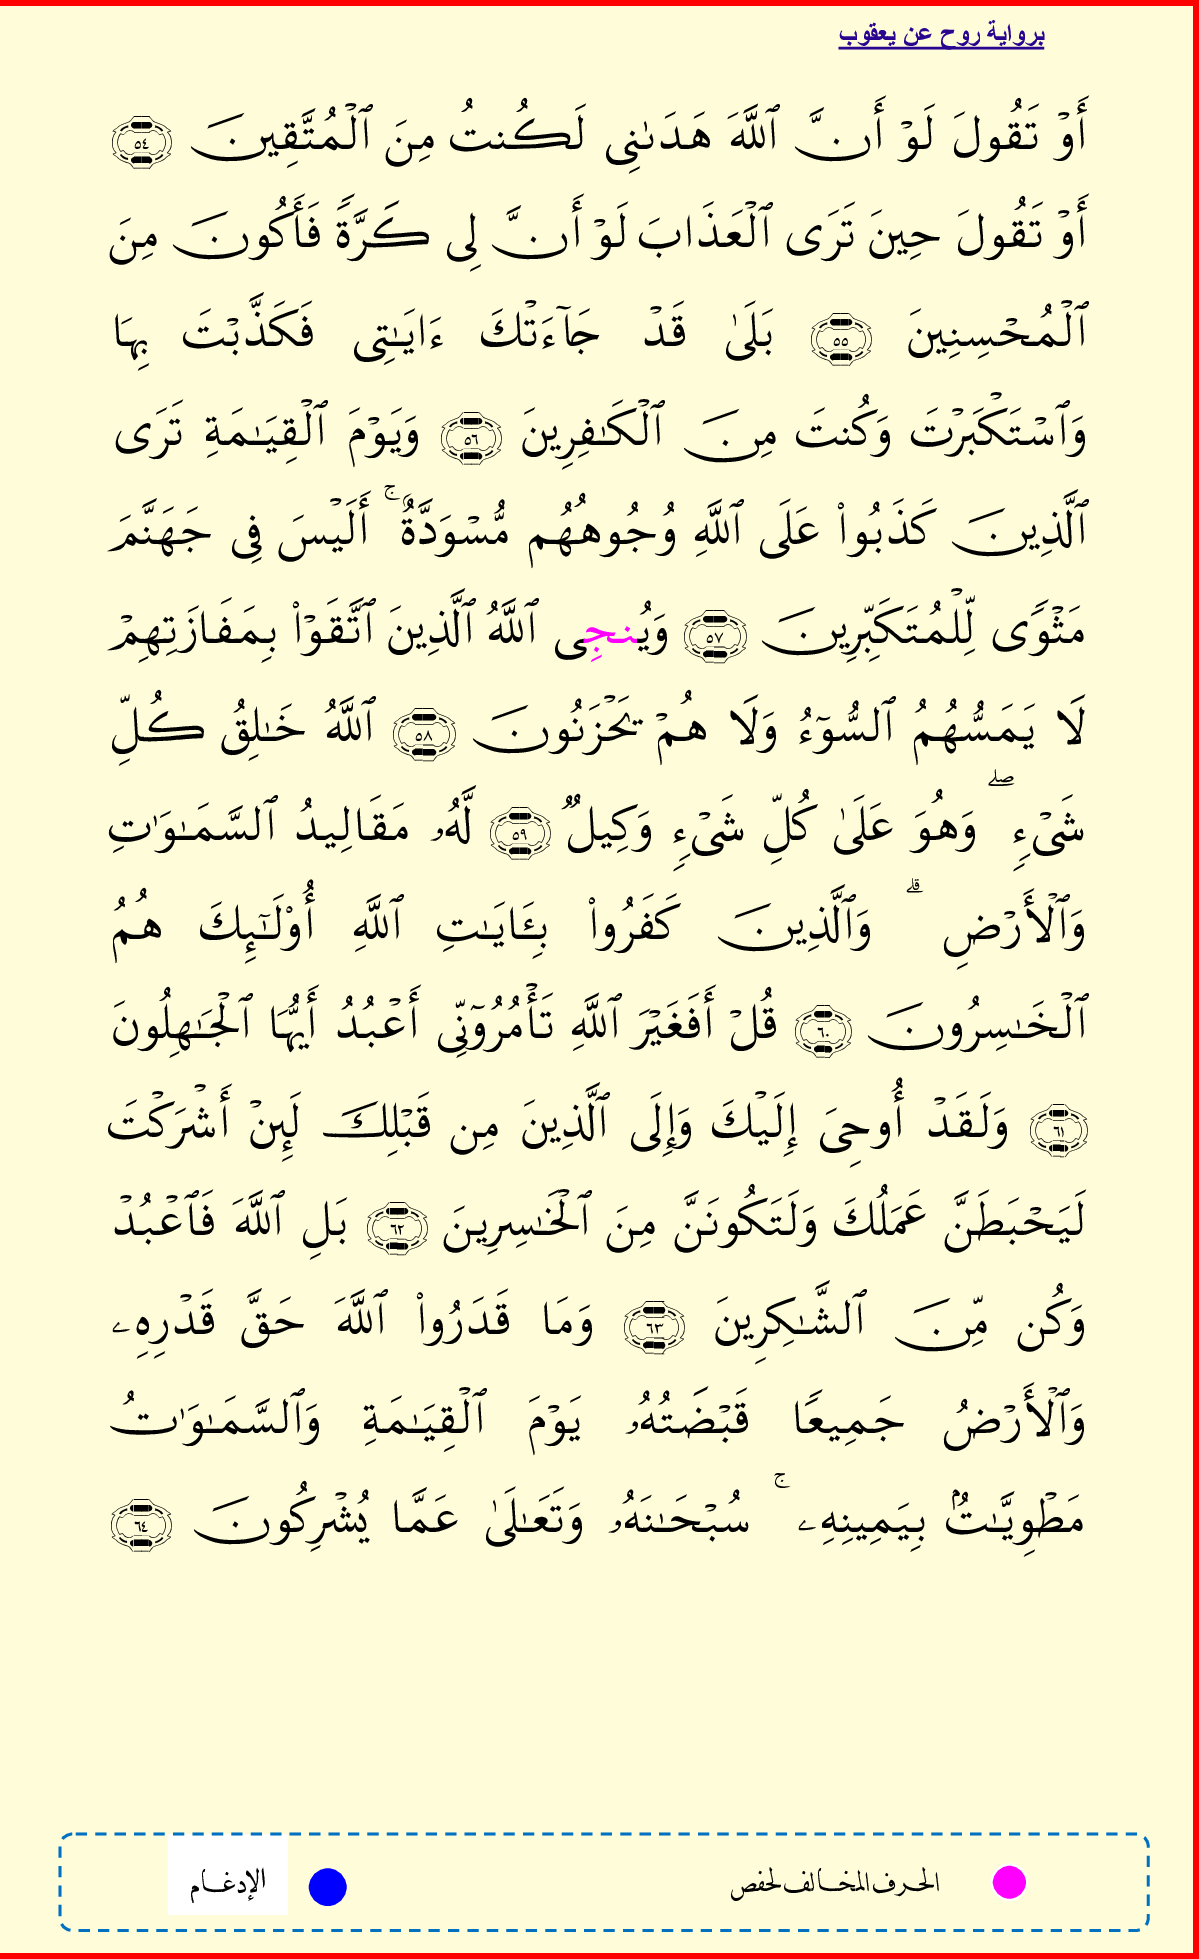 برواية روح عن يعقوب
أَوۡ تَقُولَ لَوۡ أَنَّ ٱللَّهَ هَدَىٰنِي لَكُنتُ مِنَ ٱلۡمُتَّقِينَ ٥٤
أَوۡ تَقُولَ حِينَ تَرَى ٱلۡعَذَابَ لَوۡ أَنَّ لِي كَرَّةٗ فَأَكُونَ مِنَ
ٱلۡمُحۡسِنِينَ ٥٥ بَلَىٰ قَدۡ جَآءَتۡكَ ءَايَٰتِي فَكَذَّبۡتَ بِهَا
وَٱسۡتَكۡبَرۡتَ وَكُنتَ مِنَ ٱلۡكَٰفِرِينَ ٥٦ وَيَوۡمَ ٱلۡقِيَٰمَةِ تَرَى
ٱلَّذِينَ كَذَبُواْ عَلَى ٱللَّهِ وُجُوهُهُم مُّسۡوَدَّةٌۚ أَلَيۡسَ فِي جَهَنَّمَ
مَثۡوٗى لِّلۡمُتَكَبِّرِينَ ٥٧ وَيُنجِي ٱللَّهُ ٱلَّذِينَ ٱتَّقَوۡاْ بِمَفَازَتِهِمۡ
لَا يَمَسُّهُمُ ٱلسُّوٓءُ وَلَا هُمۡ يَحۡزَنُونَ ٥٨ ٱللَّهُ خَٰلِقُ كُلِّ
شَيۡءٖۖ وَهُوَ عَلَىٰ كُلِّ شَيۡءٖ وَكِيلٞ ٥٩ لَّهُۥ مَقَالِيدُ ٱلسَّمَٰوَٰتِ
وَٱلۡأَرۡضِۗ وَٱلَّذِينَ كَفَرُواْ بِـَٔايَٰتِ ٱللَّهِ أُوْلَٰٓئِكَ هُمُ
ٱلۡخَٰسِرُونَ ٦٠ قُلۡ أَفَغَيۡرَ ٱللَّهِ تَأۡمُرُوٓنِّي أَعۡبُدُ أَيُّهَا ٱلۡجَٰهِلُونَ
٦١ وَلَقَدۡ أُوحِيَ إِلَيۡكَ وَإِلَى ٱلَّذِينَ مِن قَبۡلِكَ لَئِنۡ أَشۡرَكۡتَ
لَيَحۡبَطَنَّ عَمَلُكَ وَلَتَكُونَنَّ مِنَ ٱلۡخَٰسِرِينَ ٦٢ بَلِ ٱللَّهَ فَٱعۡبُدۡ
وَكُن مِّنَ ٱلشَّٰكِرِينَ ٦٣ وَمَا قَدَرُواْ ٱللَّهَ حَقَّ قَدۡرِهِۦ
وَٱلۡأَرۡضُ جَمِيعٗا قَبۡضَتُهُۥ يَوۡمَ ٱلۡقِيَٰمَةِ وَٱلسَّمَٰوَٰتُ
مَطۡوِيَّٰتُۢ بِيَمِينِهِۦۚ سُبۡحَٰنَهُۥ وَتَعَٰلَىٰ عَمَّا يُشۡرِكُونَ ٦٤
الحرف المخالف لحفص الإدغام